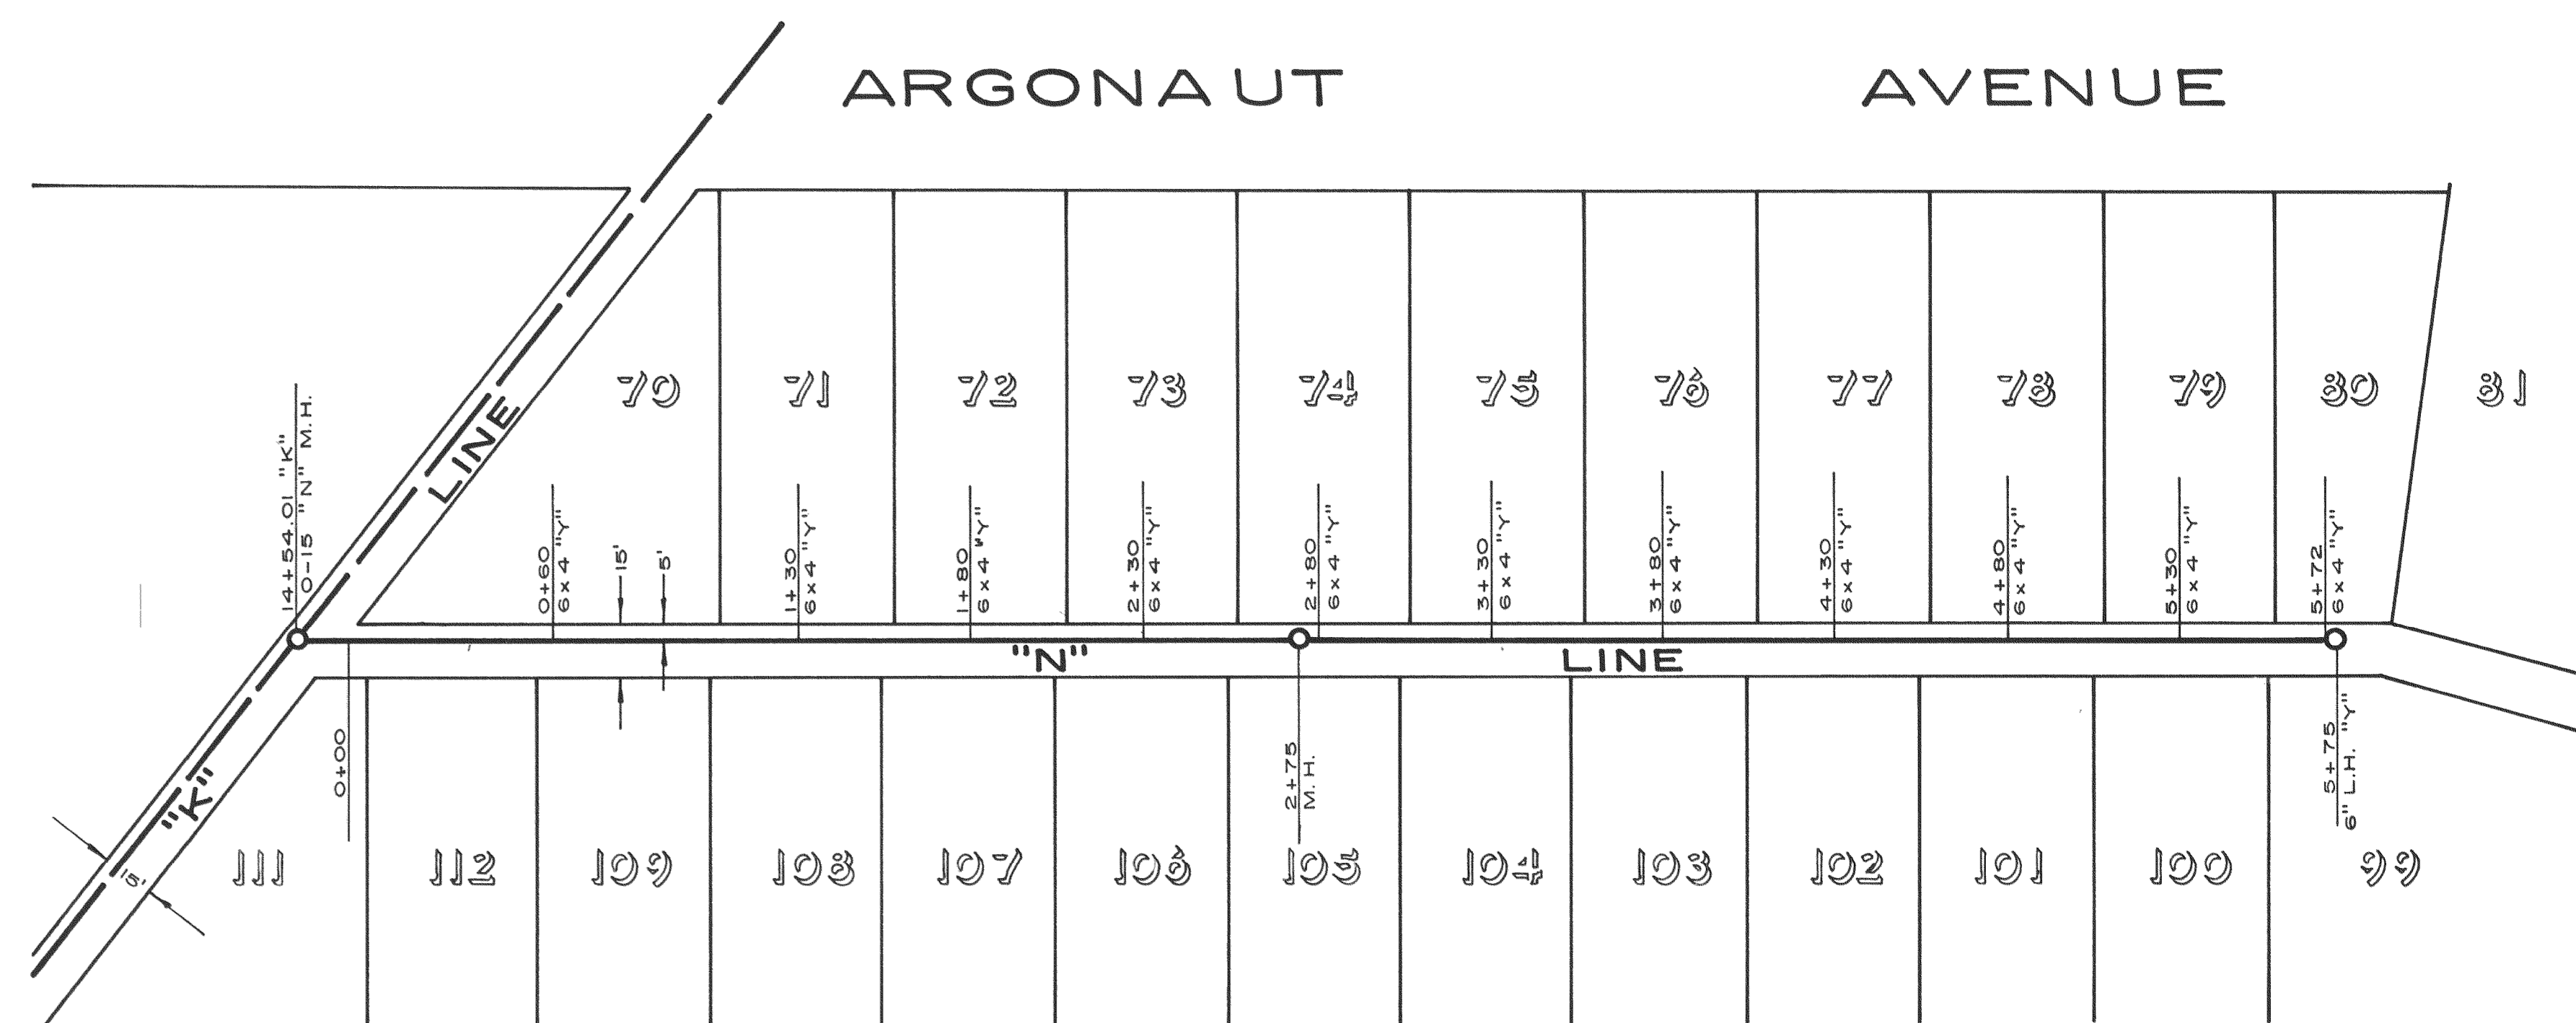 ARGONAUT AVENUE
70 71 72 73 74 75 76 77 78 79 80 81
LINE
14+54.01 "K"
0-15 "N" M.H.
0+60
6x4 "Y"
15'
5'
1+30
6x4 "Y"
1+80
6x4 "Y"
2+30
6x4 "Y"
2+80
6x4 "Y"
3+30
6x4 "Y"
3+80
6x4 "Y"
4+30
6x4 "Y"
4+80
6x4 "Y"
5+30
6x4 "Y"
5+72
6x4 "Y"
"N" LINE
0+00
"K"
2+75
M.H.
5+75
6" L.H. "Y"
15'
111 112 109 108 107 106 105 104 103 102 101 100 99